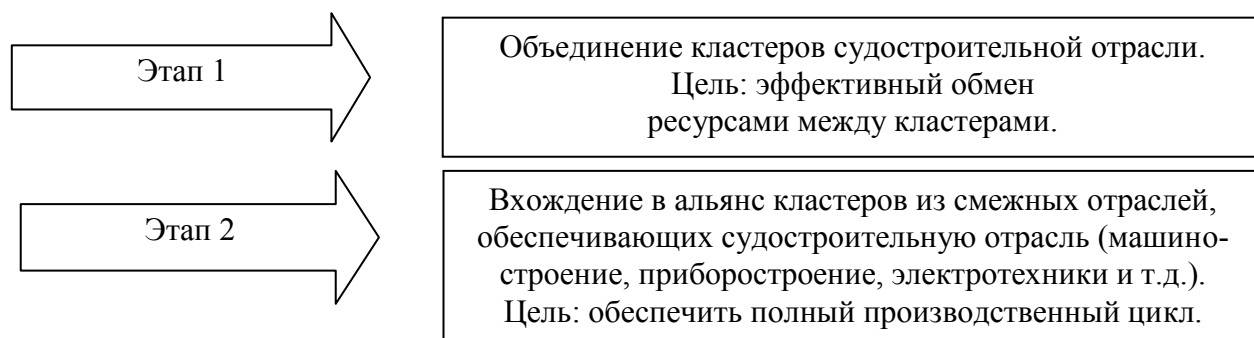 Этап 1
Объединение кластеров судостроительной отрасли.
Цель: эффективный обмен
ресурсами между кластерами.
Этап 2
Вхождение в альянс кластеров из смежных отраслей,
обеспечивающих судостроительную отрасль (машино-
строение, приборостроение, электротехники и т.д.).
Цель: обеспечить полный производственный цикл.